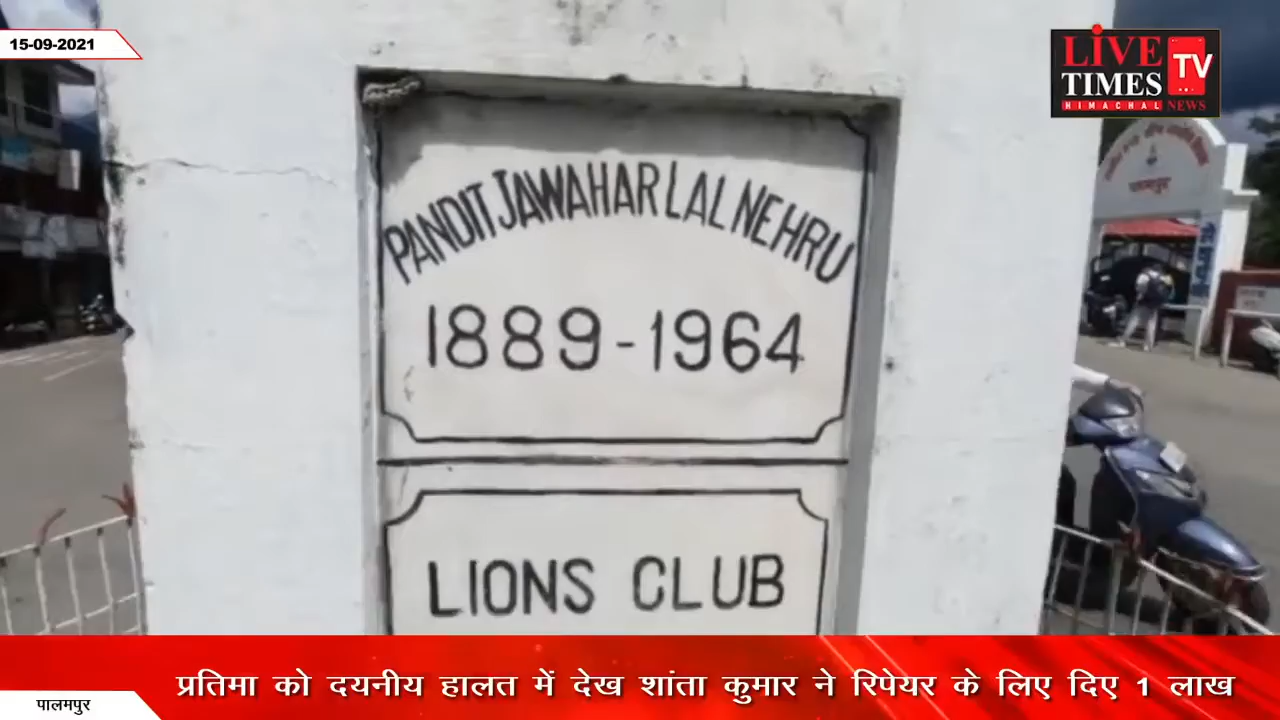 15-09-2021
LiVE
TIMES
TV
HIMACHAL NEWS
PANDIT JAWAHAR LAL NEHRU
1889-1964
LIONS CLUB
पालमपुर
प्रतिमा को दयनीय हालत में देख शांता कुमार ने रिपेयर के लिए दिए 1 लाख
पालमपुर